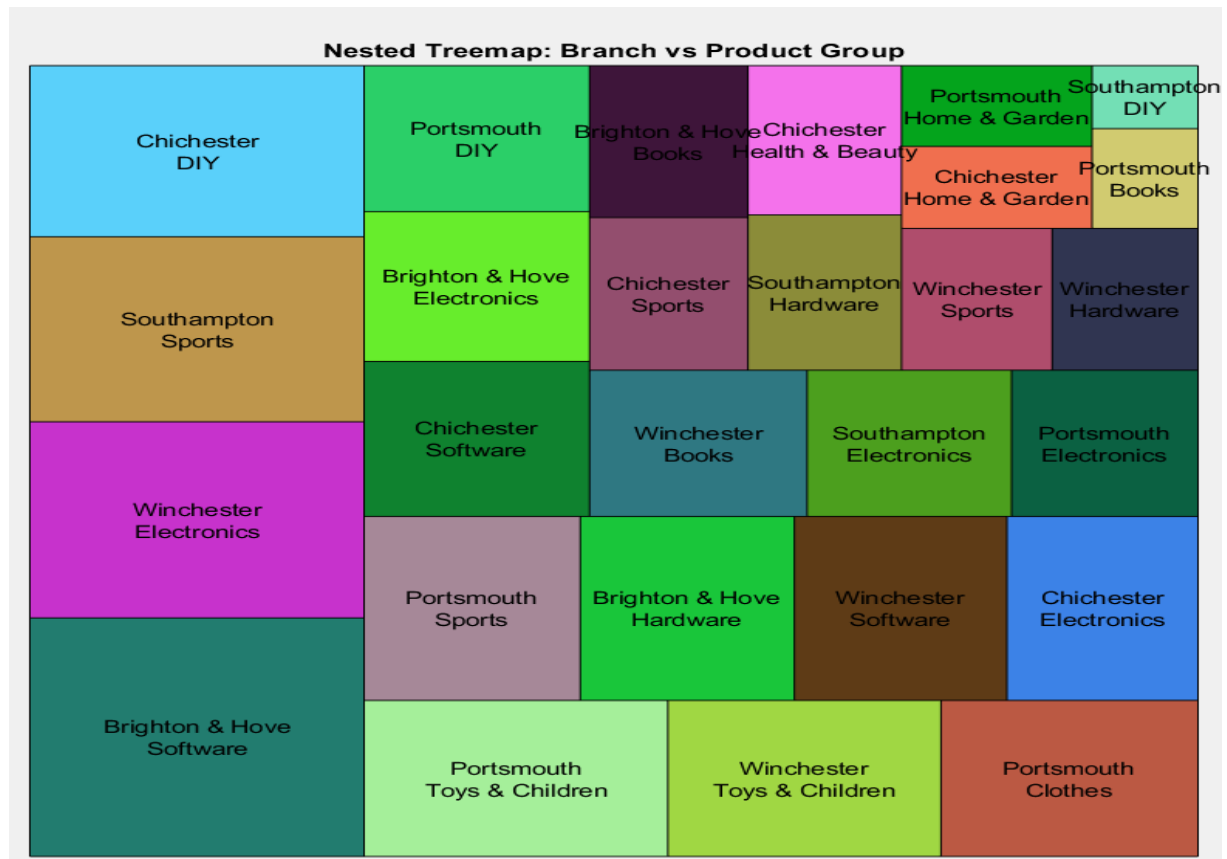 Nested Treemap: Branch vs Product Group
Chichester
DIY
Southampton
Sports
Winchester
Electronics
Brighton & Hove
Software
Portsmouth
DIY
Brighton & Hove
Electronics
Chichester
Software
Brighton & Hove
Books
Chichester
Health & Beauty
Portsmouth
Home & Garden
Southampton
DIY
Chichester
Home & Garden
Portsmouth
Books
Chichester
Sports
Southampton
Hardware
Winchester
Sports
Winchester
Hardware
Winchester
Books
Southampton
Electronics
Portsmouth
Electronics
Portsmouth
Sports
Brighton & Hove
Hardware
Winchester
Software
Chichester
Electronics
Portsmouth
Toys & Children
Winchester
Toys & Children
Portsmouth
Clothes